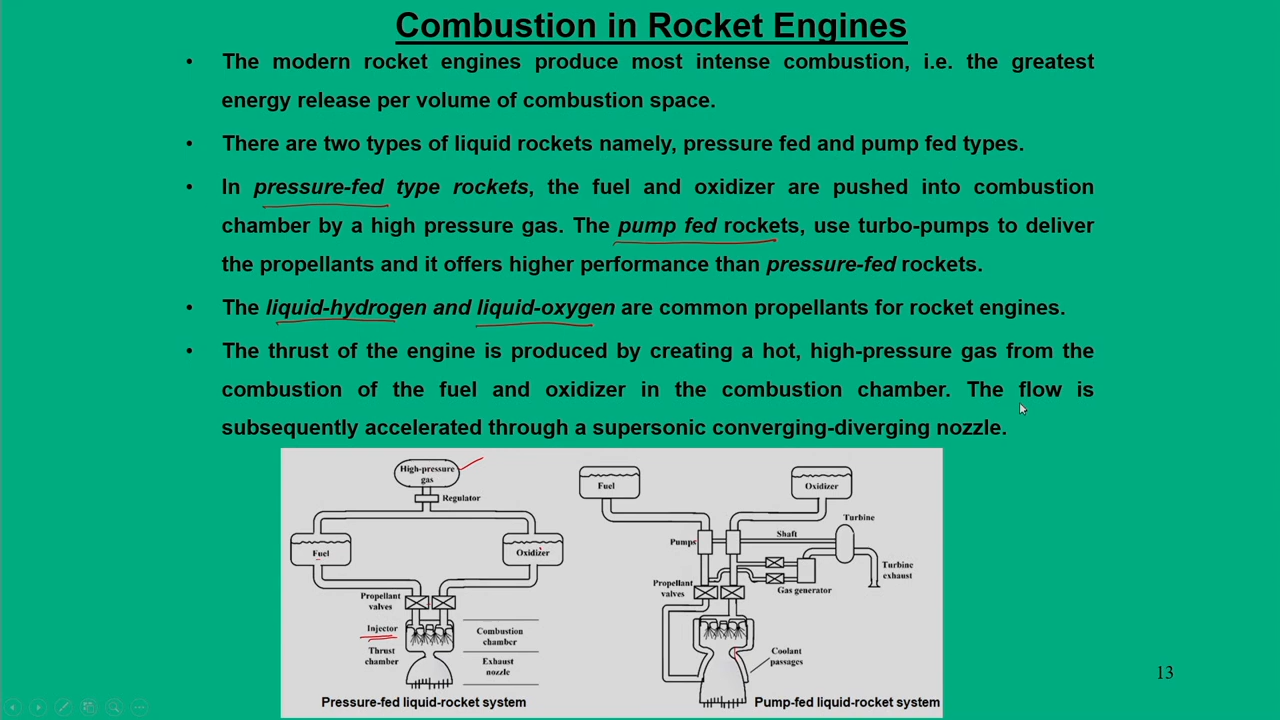 Combustion in Rocket Engines
• The modern rocket engines produce most intense combustion, i.e. the greatest
energy release per volume of combustion space.
• There are two types of liquid rockets namely, pressure fed and pump fed types.
• In pressure-fed type rockets, the fuel and oxidizer are pushed into combustion
chamber by a high pressure gas. The pump fed rockets, use turbo-pumps to deliver
the propellants and it offers higher performance than pressure-fed rockets.
• The liquid-hydrogen and liquid-oxygen are common propellants for rocket engines.
• The thrust of the engine is produced by creating a hot, high-pressure gas from the
combustion of the fuel and oxidizer in the combustion chamber. The flow is
subsequently accelerated through a supersonic converging-diverging nozzle.
High-pressure
gas
Regulator
Fuel
Oxidizer
Propellant
valves
Injector
Thrust
chamber
Combustion
chamber
Exhaust
nozzle
Pressure-fed liquid-rocket system
Fuel
Oxidizer
Turbine
Shaft
Pumps
Turbine
exhaust
Propellant
valves
Gas generator
Coolant
passages
Pump-fed liquid-rocket system
13